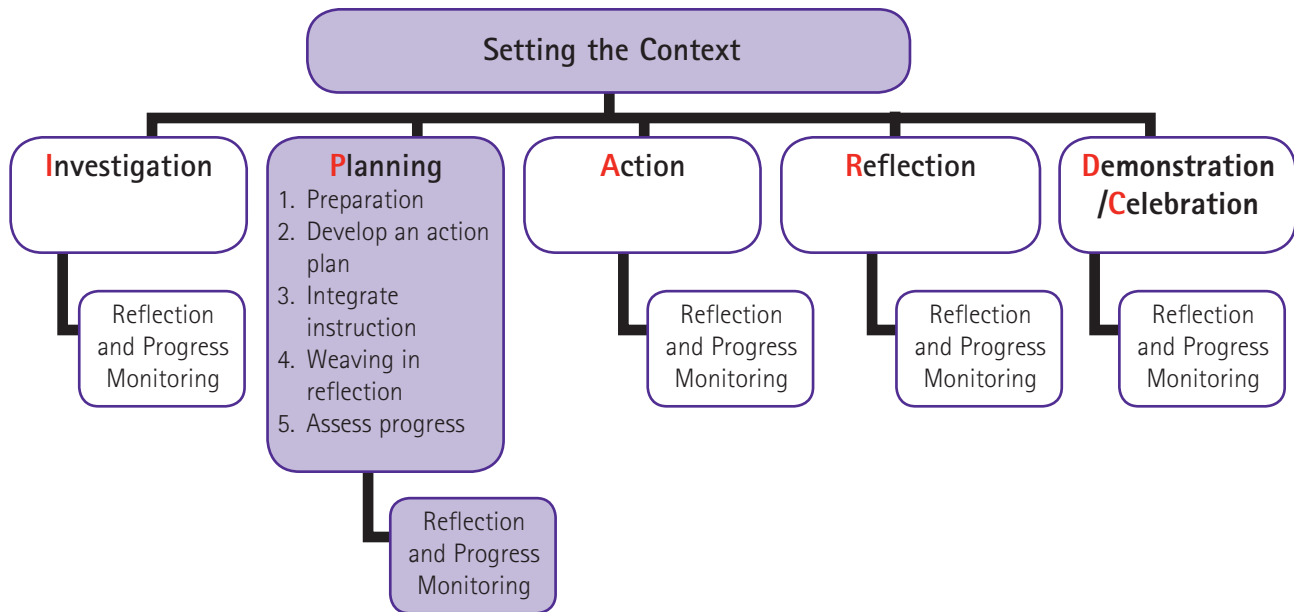 Setting the Context
Investigation
Reflection
and Progress
Monitoring
Planning
1. Preparation
2. Develop an action
plan
3. Integrate
instruction
4. Weaving in
reflection
5. Assess progress
Reflection
and Progress
Monitoring
Action
Reflection
and Progress
Monitoring
Reflection
Reflection
and Progress
Monitoring
Demonstration
/Celebration
Reflection
and Progress
Monitoring